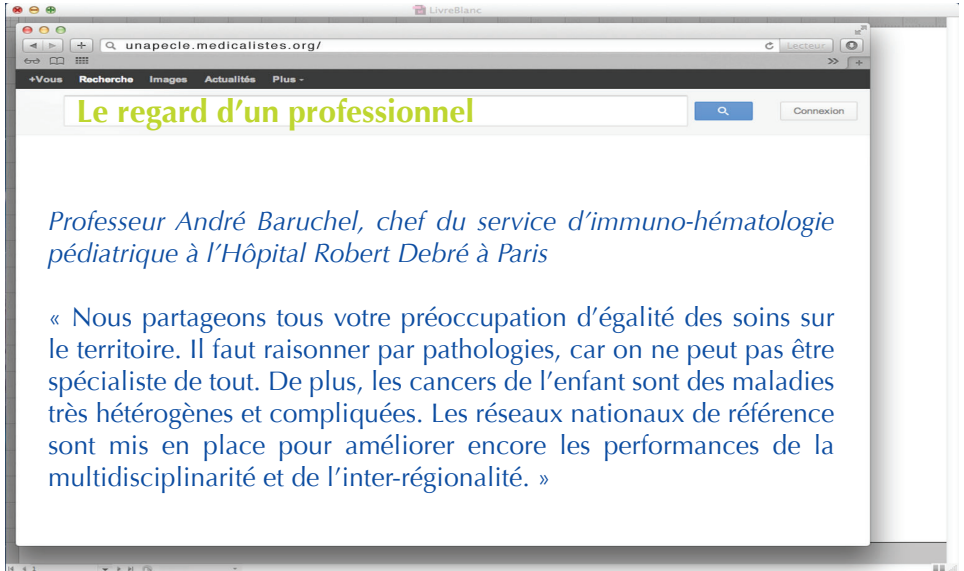 LivreBlanc
unapecle.medicalistes.org/
Lecteur
+Vous Recherche Images Actualités Plus
Le regard d’un professionnel
Connexion
Professeur André Baruchel, chef du service d’immuno-hématologie
pédiatrique à l’Hôpital Robert Debré à Paris
« Nous partageons tous votre préoccupation d’égalité des soins sur
le territoire. Il faut raisonner par pathologies, car on ne peut pas être
spécialiste de tout. De plus, les cancers de l’enfant sont des maladies
très hétérogènes et compliquées. Les réseaux nationaux de référence
sont mis en place pour améliorer encore les performances de la
multidisciplinarité et de l’inter-régionalité. »